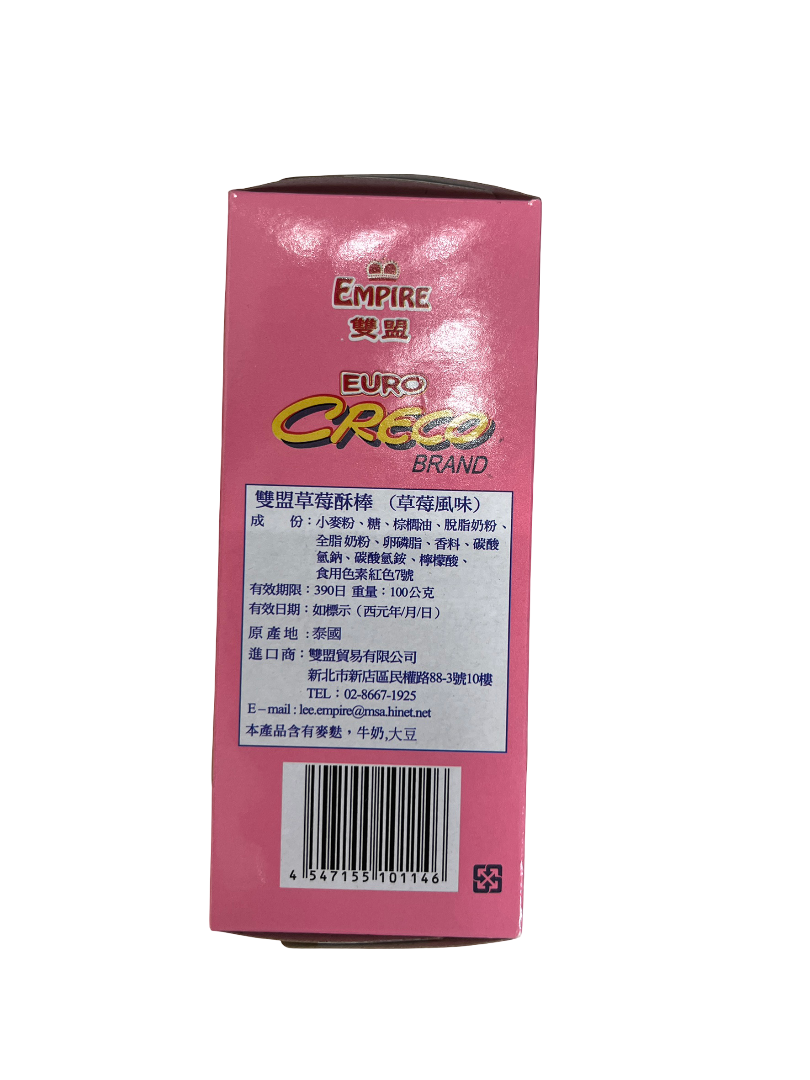 EMPIRE
雙盟
EURO
CRECO
BRAND
雙盟草莓酥棒 （草莓風味）
成 份：小麥粉、糖、棕櫚油、脫脂奶粉、
全脂奶粉、卵磷脂、香料、碳酸
氫鈉、碳酸氫銨、檸檬酸、
食用色素紅色7號
有效期限：390日 重量：100公克
有效日期：如標示（西元年/月/日）
原產地：泰國
進口商：雙盟貿易有限公司
新北市新店區民權路88-3號10樓
TEL：02-8667-1925
E–mail : lee.empire@msa.hinet.net
本產品含有麥麩，牛奶,大豆
4 547155 101146